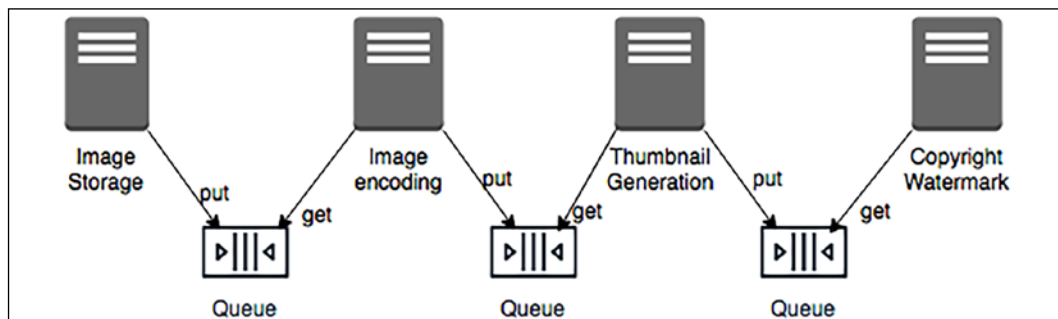 Image
Storage
Image
encoding
Thumbnail
Generation
Copyright
Watermark
put
get
put
get
put
get
Queue
Queue
Queue